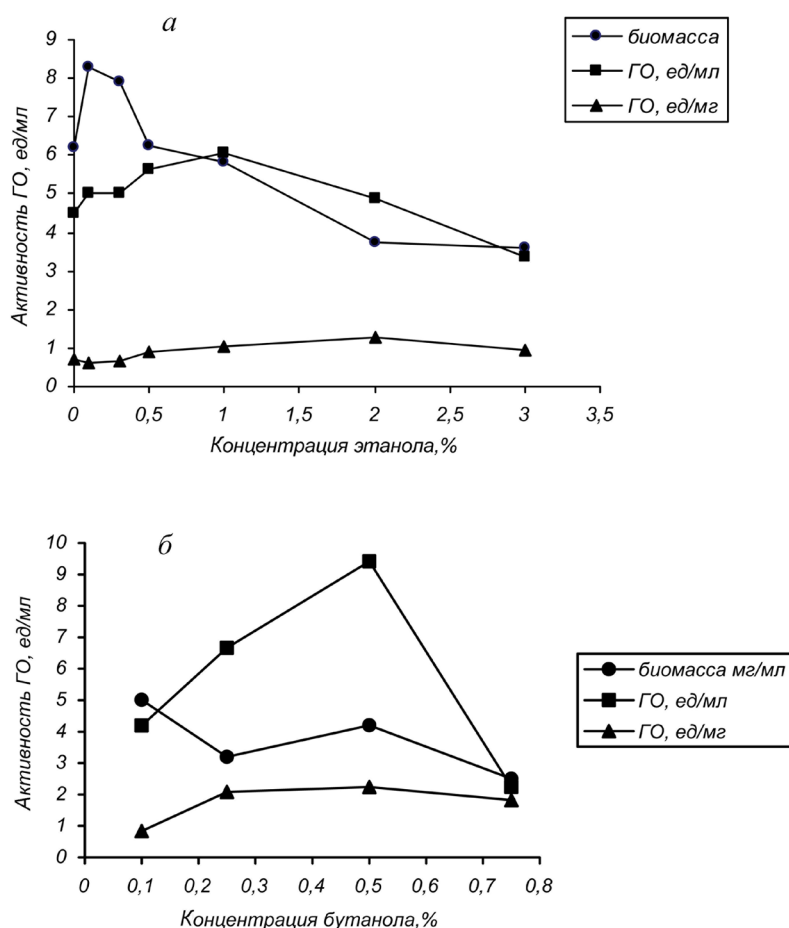 а
биомасса
ГО, ед/мл
ГО, ед/мг
Активность ГО, ед/мл
9
8
7
6
5
4
3
2
1
0
0 0,5 1 1,5 2 2,5 3 3,5
Концентрация этанола,%
б
биомасса мг/мл
ГО, ед/мл
ГО, ед/мг
Активность ГО, ед/мл
10
9
8
7
6
5
4
3
2
1
0
0 0,1 0,2 0,3 0,4 0,5 0,6 0,7 0,8
Концентрация бутанола,%